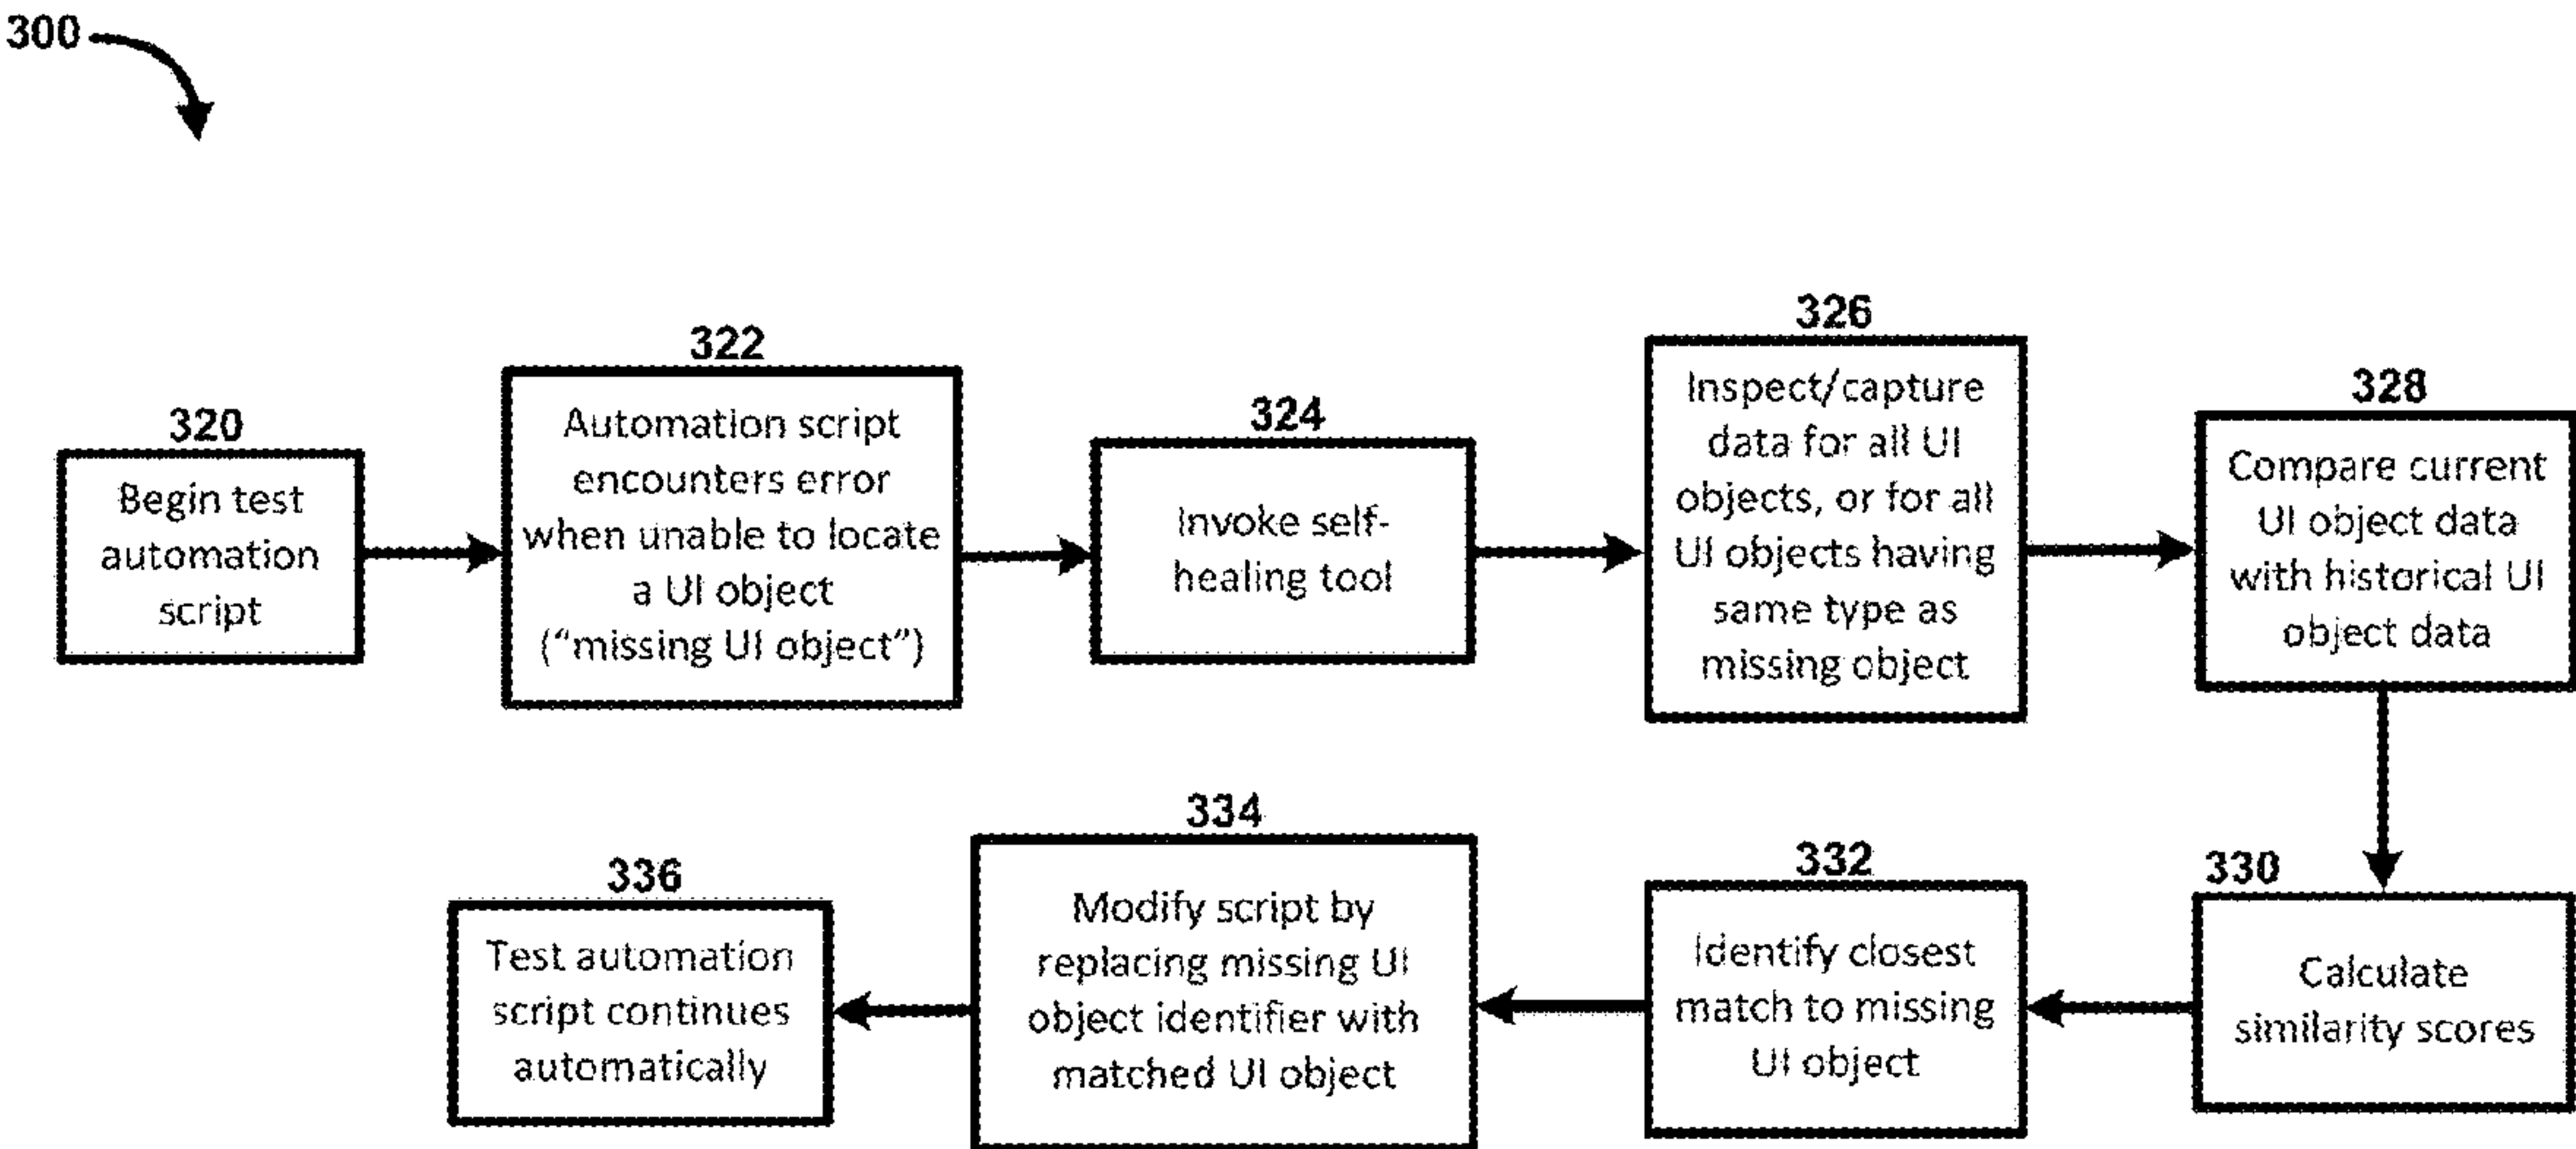 300
320
Begin test
automation
script
322
Automation script
encounters error
when unable to locate
a UI object
(“missing UI object”)
324
Invoke self-
healing tool
326
Inspect/capture
data for all UI
objects, or for all
UI objects having
same type as
missing object
328
Compare current
UI object data
with historical UI
object data
330
Calculate
similarity scores
332
Identify closest
match to missing
UI object
334
Modify script by
replacing missing UI
object identifier with
matched UI object
336
Test automation
script continues
automatically